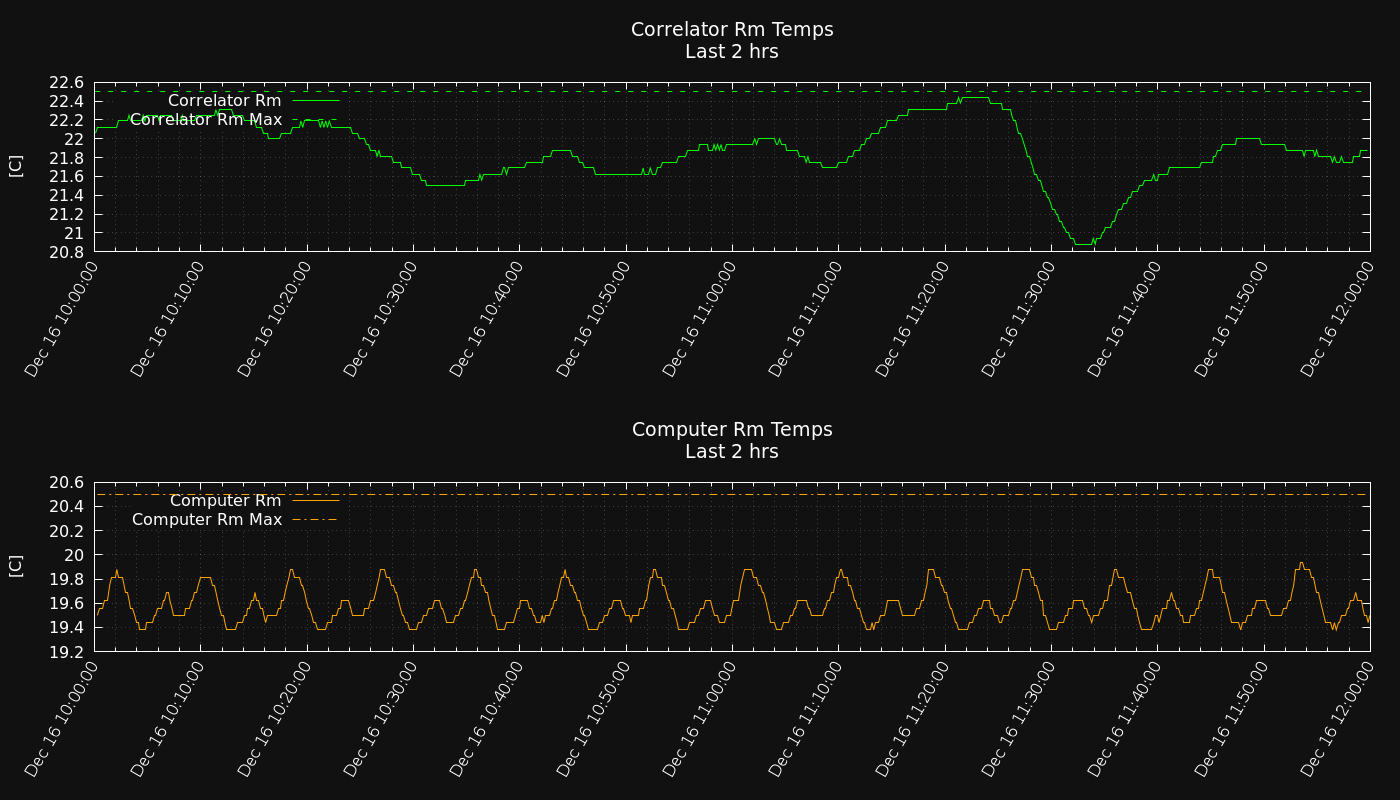 Correlator Rm Temps
Last 2 hrs
[C]
22.6
22.4
22.2
22
21.8
21.6
21.4
21.2
21
20.8
Correlator Rm
Correlator Rm Max
Dec 16 10:00:00
Dec 16 10:10:00
Dec 16 10:20:00
Dec 16 10:30:00
Dec 16 10:40:00
Dec 16 10:50:00
Dec 16 11:00:00
Dec 16 11:10:00
Dec 16 11:20:00
Dec 16 11:30:00
Dec 16 11:40:00
Dec 16 11:50:00
Dec 16 12:00:00
Computer Rm Temps
Last 2 hrs
[C]
20.6
20.4
20.2
20
19.8
19.6
19.4
19.2
Computer Rm
Computer Rm Max
Dec 16 10:00:00
Dec 16 10:10:00
Dec 16 10:20:00
Dec 16 10:30:00
Dec 16 10:40:00
Dec 16 10:50:00
Dec 16 11:00:00
Dec 16 11:10:00
Dec 16 11:20:00
Dec 16 11:30:00
Dec 16 11:40:00
Dec 16 11:50:00
Dec 16 12:00:00